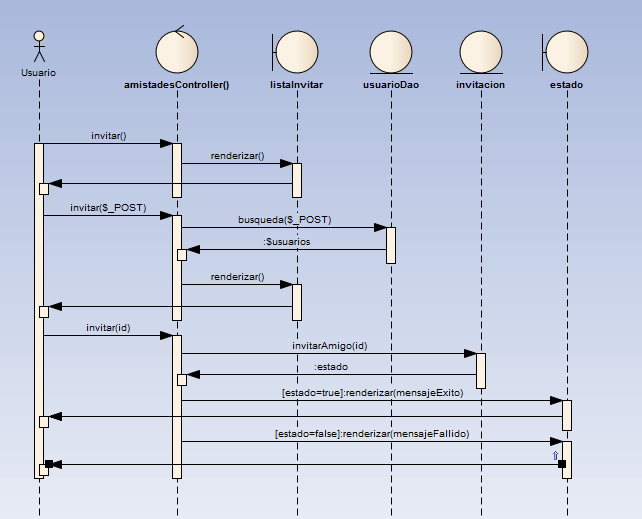 Usuario
amistadesController()
listaInvitar
usuarioDao
invitacion
estado
invitar()
renderizar()
invitar($_POST)
busqueda($_POST)
:$usuarios
renderizar()
invitar(id)
invitarAmigo(id)
:estado
[estado=true]:renderizar(mensajeExito)
[estado=false]:renderizar(mensajeFallido)